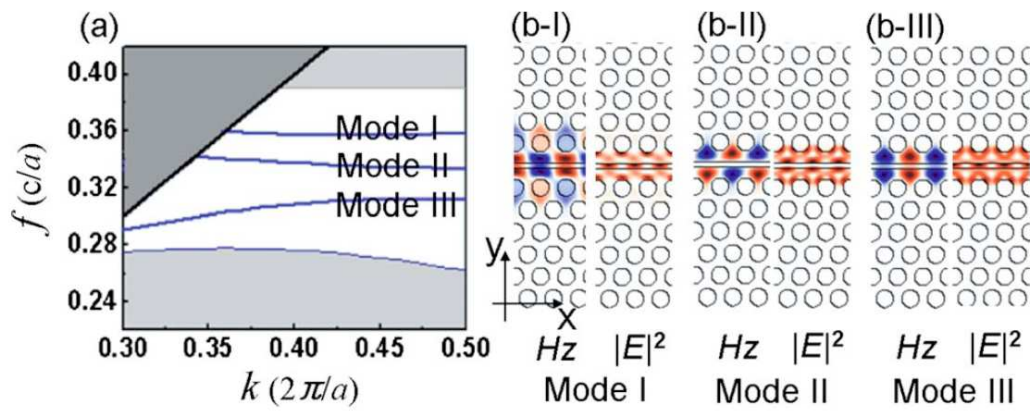 (a)
0.40
0.36
0.32
0.28
0.24
f (c/a)
Mode I
Mode II
Mode III
0.30 0.35 0.40 0.45 0.50
k (2π/a)
(b-I) (b-II) (b-III)
y
x
Hz |E|² Hz |E|² Hz |E|²
Mode I Mode II Mode III